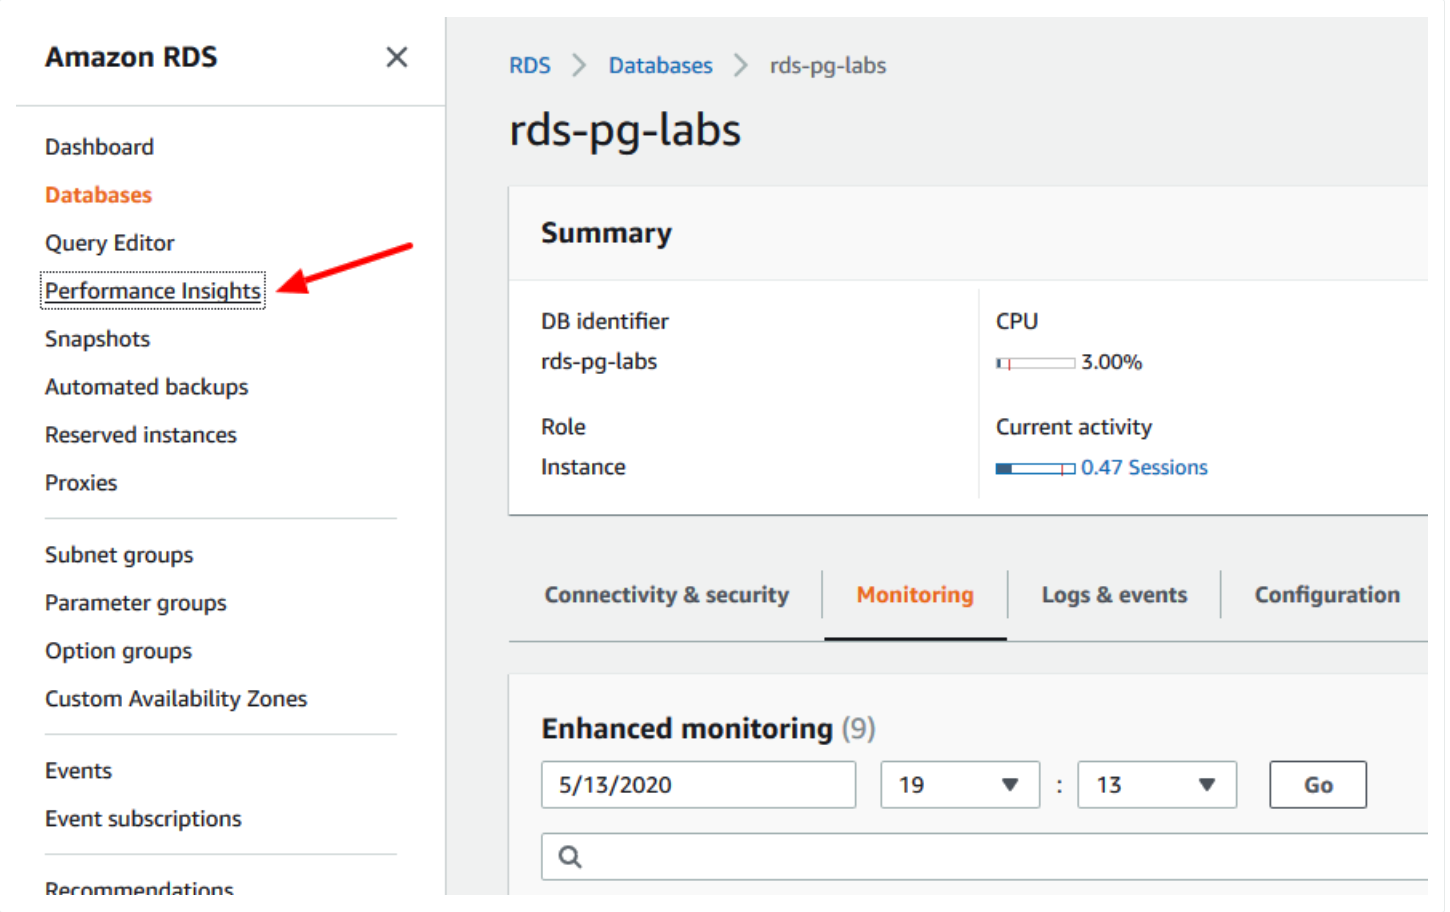 Amazon RDS
Dashboard
Databases
Query Editor
Performance Insights
Snapshots
Automated backups
Reserved instances
Proxies
Subnet groups
Parameter groups
Option groups
Custom Availability Zones
Events
Event subscriptions
Recommendations
RDS > Databases > rds-pg-labs
rds-pg-labs
Summary
DB identifier
rds-pg-labs
Role
Instance
CPU
3.00%
Current activity
0.47 Sessions
Connectivity & security Monitoring Logs & events Configuration
Enhanced monitoring (9)
5/13/2020 19 : 13 Go